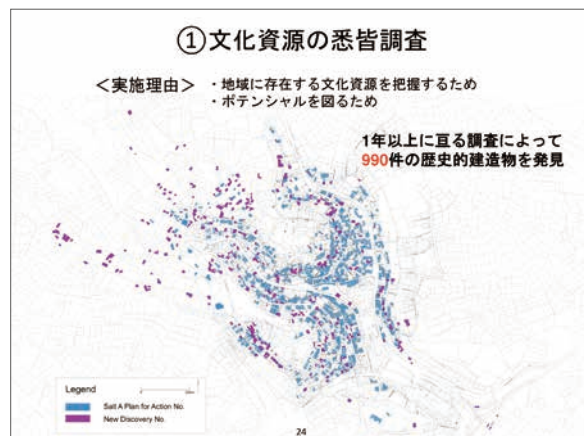 ①文化資源の悉皆調査
＜実施理由＞ ・地域に存在する文化資源を把握するため
・ポテンシャルを図るため
1年以上に亘る調査によって
990件の歴史的建造物を発見
Legend
Salt A Plan for Action No.
New Discovery No.
24